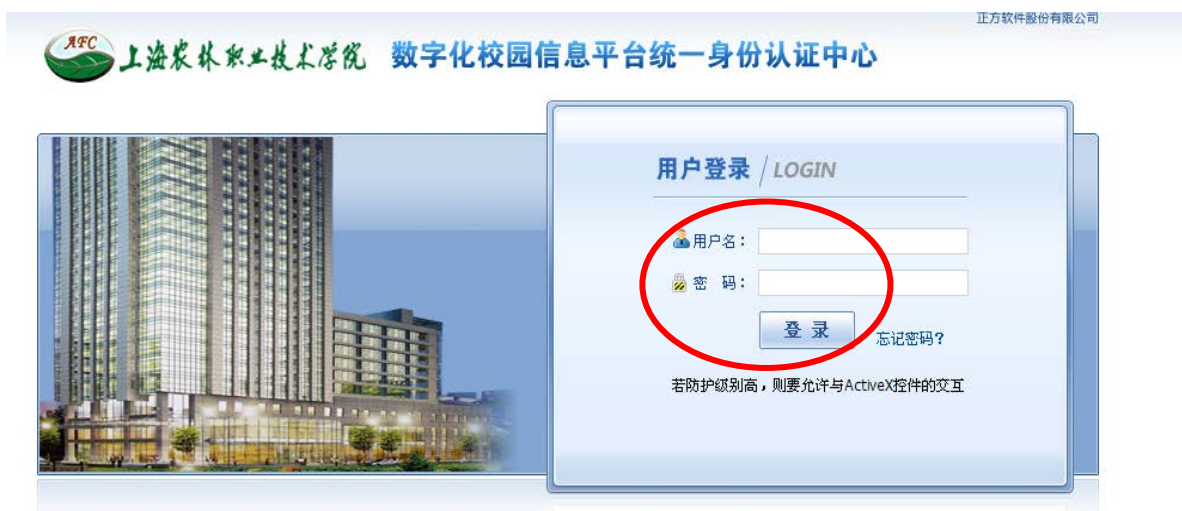 正方软件股份有限公司
AFC 上海农林职业技术学院 数字化校园信息平台统一身份认证中心
用户登录 / LOGIN
用户名：
密 码：
登 录
忘记密码?
若防护级别高，则要允许与ActiveX控件的交互